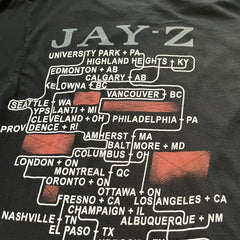 JAY-Z
UNIVERSITY PARK + PA
HIGHLAND HEIGHTS + KY
EDMONTON + AB
CALGARY + AB
KELOWNA + BC
VANCOUVER + BC
SEATTLE + WA
YPSILANTI + MI
CLEVELAND + OH
PHILADELPHIA + PA
PROVIDENCE + RI
AMHERST + MA
BALTIMORE + MD
COLUMBUS + OH
LONDON + ON
MONTREAL + QC
TORONTO + ON
OTTAWA + ON
FRESNO + CA
LOS ANGELES + CA
CHAMPAIGN + IL
NASHVILLE + TN
ALBUQUERQUE + NM
EL PASO + TX